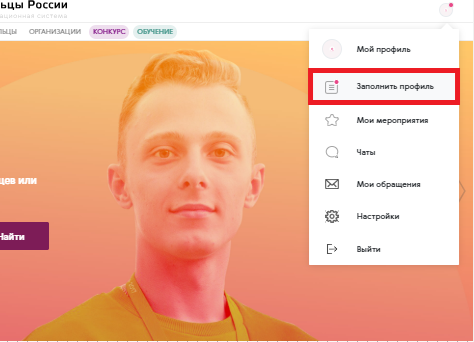 льцы России
ационная система
ЛЬЦЫ ОРГАНИЗАЦИИ КОНКУРС ОБУЧЕНИЕ
Мой профиль
Заполнить профиль
Мои мероприятия
Чаты
Мои обращения
Настройки
Выйти
цев или
Найти